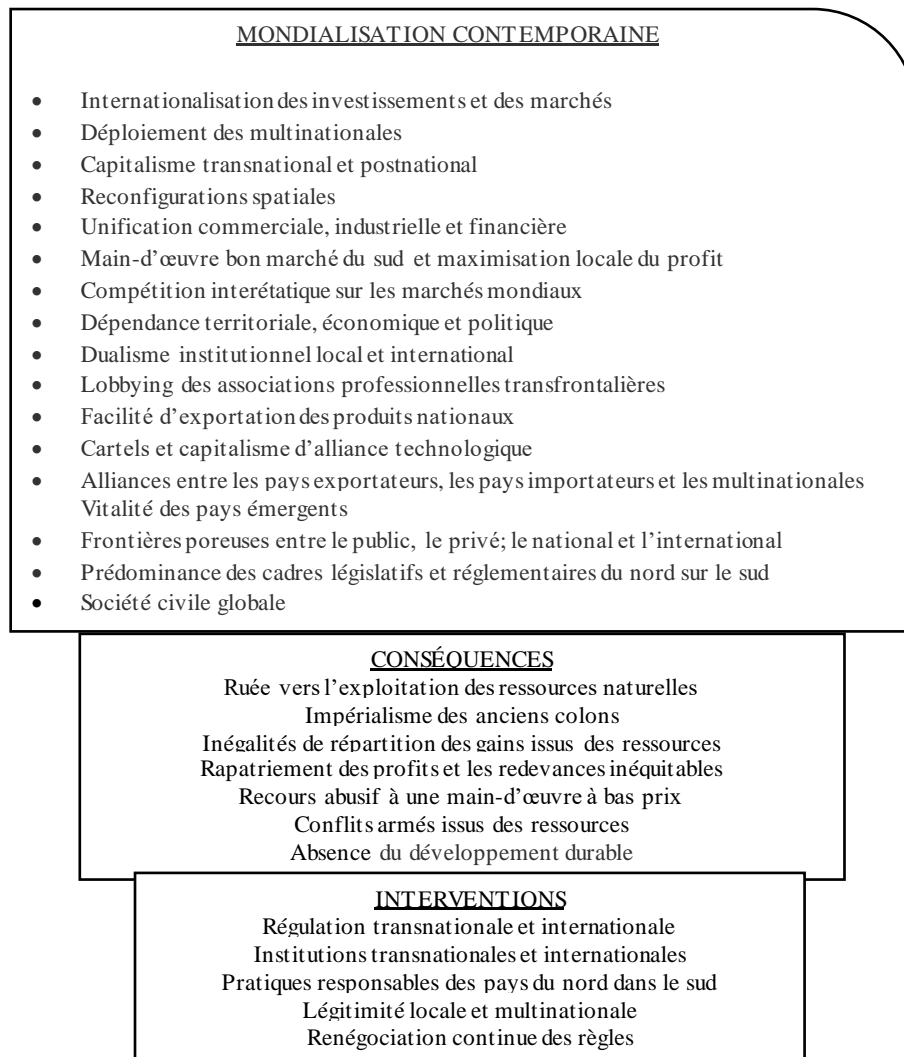 MONDIALISATION CONTEMPORAINE
• Internationalisation des investissements et des marchés
• Déploiement des multinationales
• Capitalisme transnational et postnational
• Reconfigurations spatiales
• Unification commerciale, industrielle et financière
• Main-d’œuvre bon marché du sud et maximisation locale du profit
• Compétition interétatique sur les marchés mondiaux
• Dépendance territoriale, économique et politique
• Dualisme institutionnel local et international
• Lobbying des associations professionnelles transfrontalières
• Facilité d’exportation des produits nationaux
• Cartels et capitalisme d’alliance technologique
• Alliances entre les pays exportateurs, les pays importateurs et les multinationales
Vitalité des pays émergents
• Frontières poreuses entre le public, le privé; le national et l’international
• Prédominance des cadres législatifs et réglementaires du nord sur le sud
• Société civile globale
CONSÉQUENCES
Ruée vers l’exploitation des ressources naturelles
Impérialisme des anciens colons
Inégalités de répartition des gains issus des ressources
Rapatriement des profits et les redevances inéquitables
Recours abusif à une main-d’œuvre à bas prix
Conflits armés issus des ressources
Absence du développement durable
INTERVENTIONS
Régulation transnationale et internationale
Institutions transnationales et internationales
Pratiques responsables des pays du nord dans le sud
Légitimité locale et multinationale
Renégociation continue des règles